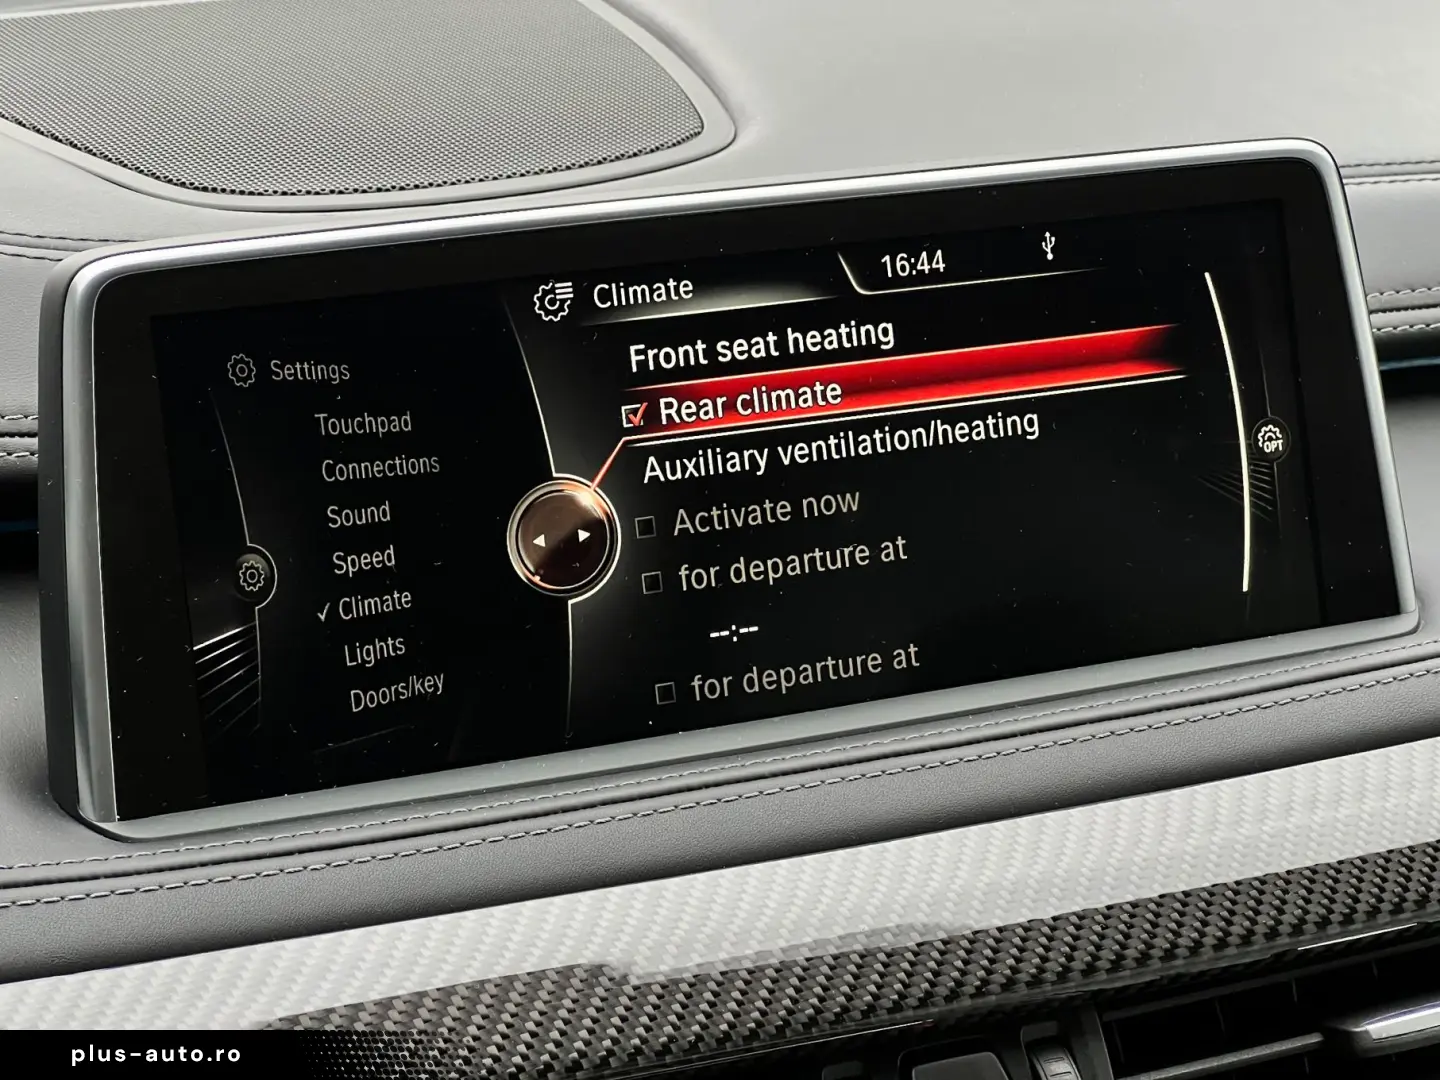 Climate
16:44
Settings
Touchpad
Connections
Sound
Speed
✓ Climate
Lights
Doors/key
Front seat heating
Rear climate
Auxiliary ventilation/heating
Activate now
for departure at
--:--
for departure at
OPT
plus-auto.ro